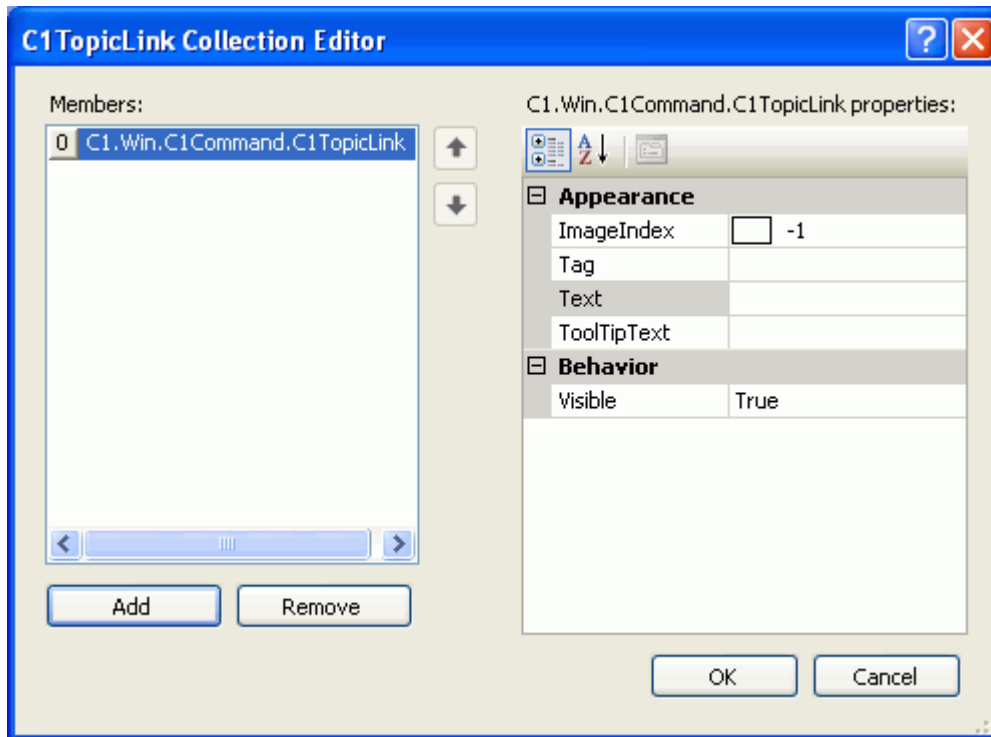 C1TopicLink Collection Editor
Members:
C1.Win.C1Command.C1TopicLink properties:
0 C1.Win.C1Command.C1TopicLink
Appearance
ImageIndex -1
Tag
Text
ToolTipText
Behavior
Visible True
Add Remove
OK Cancel